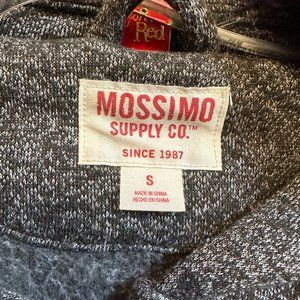 Red
MOSSIMO
SUPPLY CO.™
SINCE 1987
S
MADE IN CHINA
HECHO EN CHINA